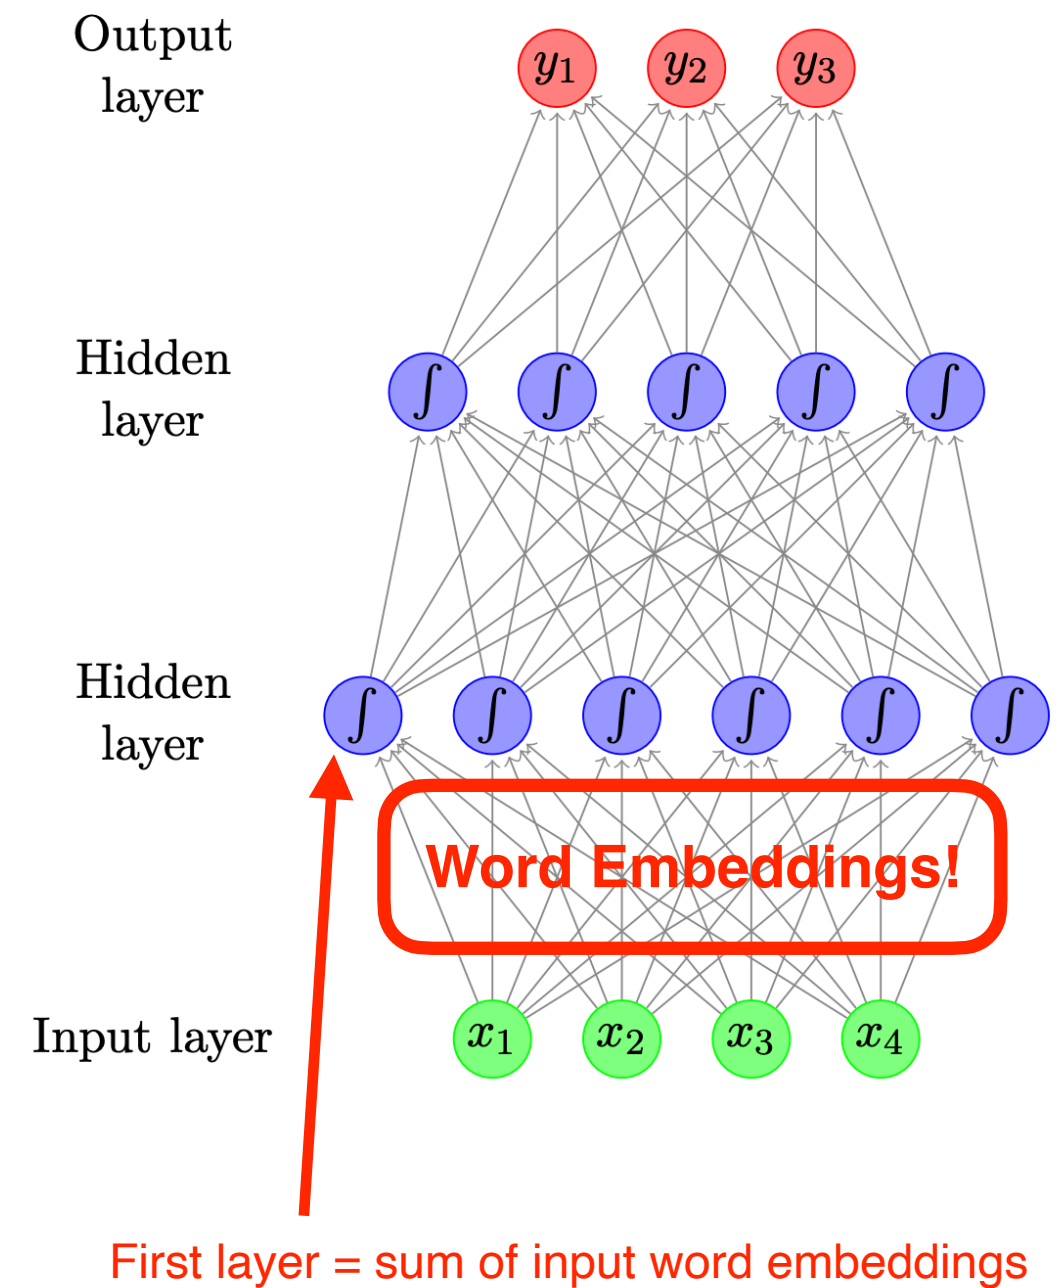 Output
layer
y1 y2 y3
Hidden
layer
∫ ∫ ∫ ∫ ∫
Hidden
layer
∫ ∫ ∫ ∫ ∫ ∫
Word Embeddings!
Input layer
x1 x2 x3 x4
First layer = sum of input word embeddings